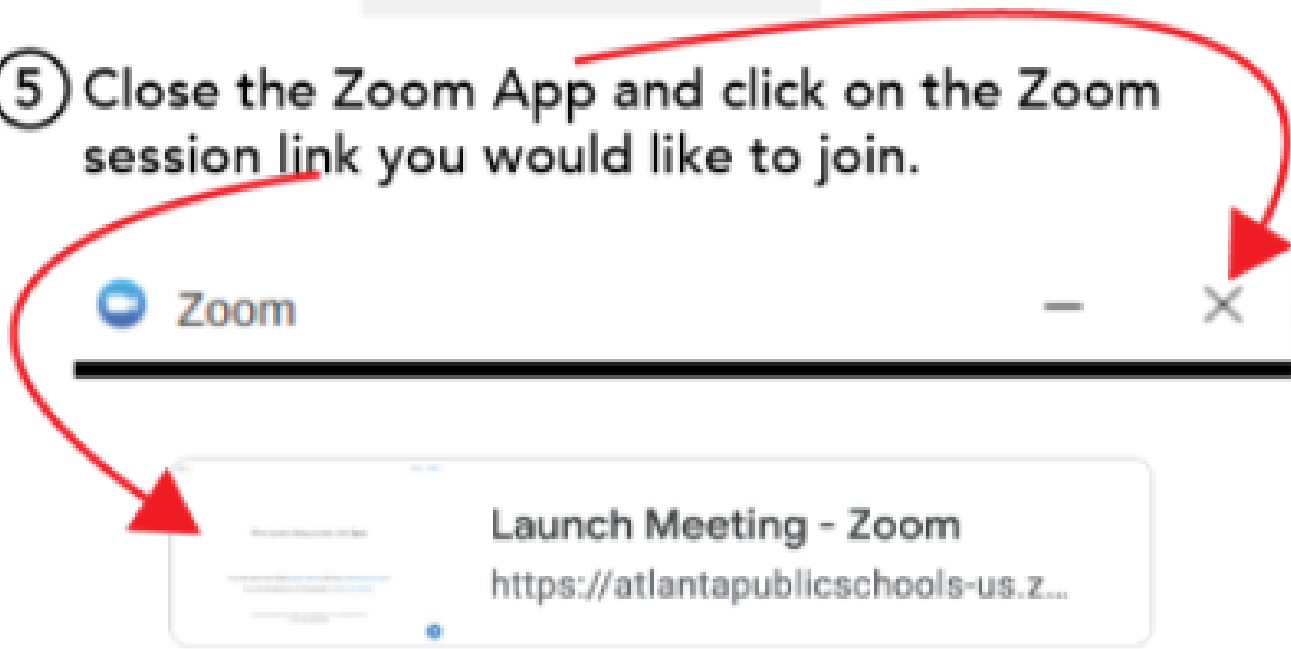 5 Close the Zoom App and click on the Zoom
session link you would like to join.
Zoom
Launch Meeting - Zoom
https://atlantapublicschools-us.z...